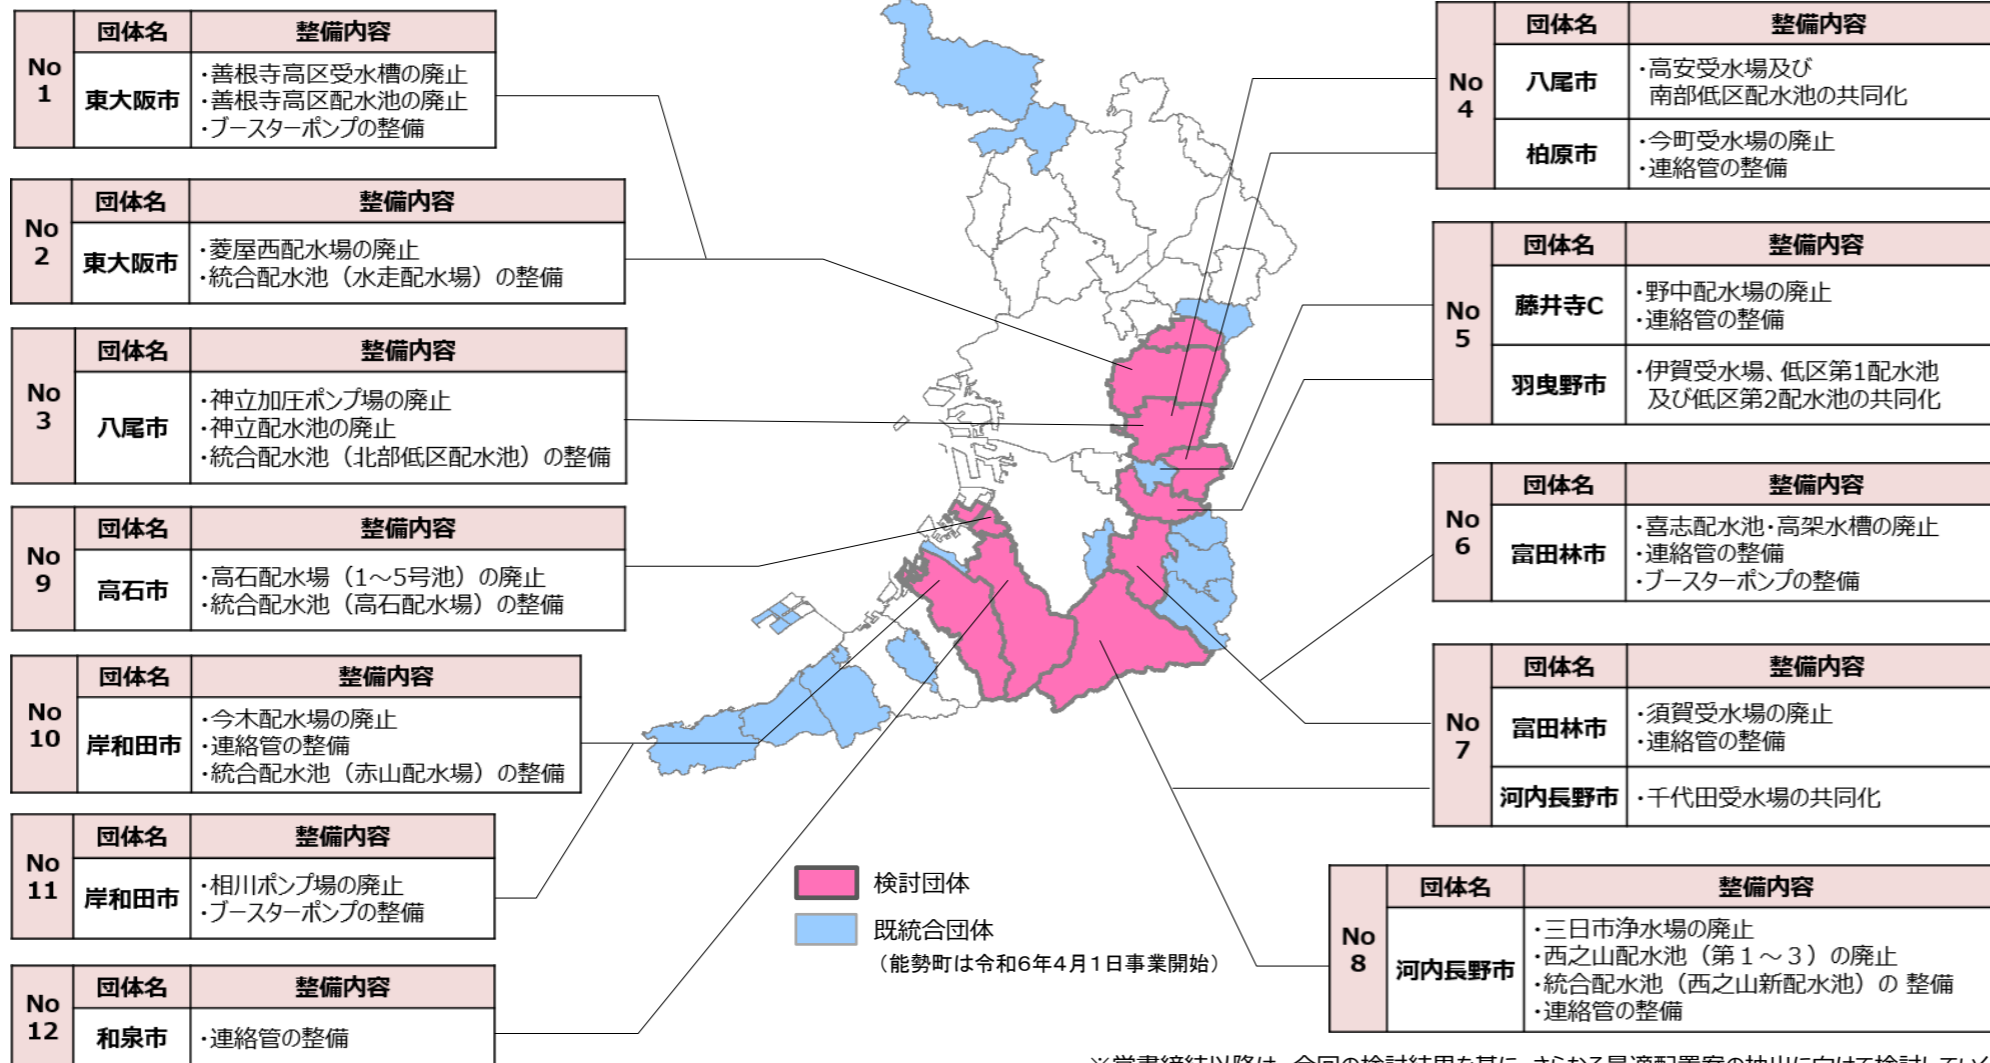 No
1
団体名 整備内容
東大阪市
・善根寺高区受水槽の廃止
・善根寺高区配水池の廃止
・ブースターポンプの整備
No
2
団体名 整備内容
東大阪市
・菱屋西配水場の廃止
・統合配水池（水走配水場）の整備
No
3
団体名 整備内容
八尾市
・神立加圧ポンプ場の廃止
・神立配水池の廃止
・統合配水池（北部低区配水池）の整備
No
9
団体名 整備内容
高石市
・高石配水場（1～5号池）の廃止
・統合配水池（高石配水場）の整備
No
10
団体名 整備内容
岸和田市
・今木配水場の廃止
・連絡管の整備
・統合配水池（赤山配水場）の整備
No
11
団体名 整備内容
岸和田市
・相川ポンプ場の廃止
・ブースターポンプの整備
No
12
団体名 整備内容
和泉市 ・連絡管の整備
No
4
団体名 整備内容
八尾市
・高安受水場及び
南部低区配水池の共同化
柏原市
・今町受水場の廃止
・連絡管の整備
No
5
団体名 整備内容
藤井寺C
・野中配水場の廃止
・連絡管の整備
羽曳野市
・伊賀受水場、低区第1配水池
及び低区第2配水池の共同化
No
6
団体名 整備内容
富田林市
・喜志配水池・高架水槽の廃止
・連絡管の整備
・ブースターポンプの整備
No
7
団体名 整備内容
富田林市
・須賀受水場の廃止
・連絡管の整備
河内長野市 ・千代田受水場の共同化
No
8
団体名 整備内容
河内長野市
・三日市浄水場の廃止
・西之山配水池（第１～３）の廃止
・統合配水池（西之山新配水池）の 整備
・連絡管の整備
検討団体
既統合団体
（能勢町は令和6年4月1日事業開始）